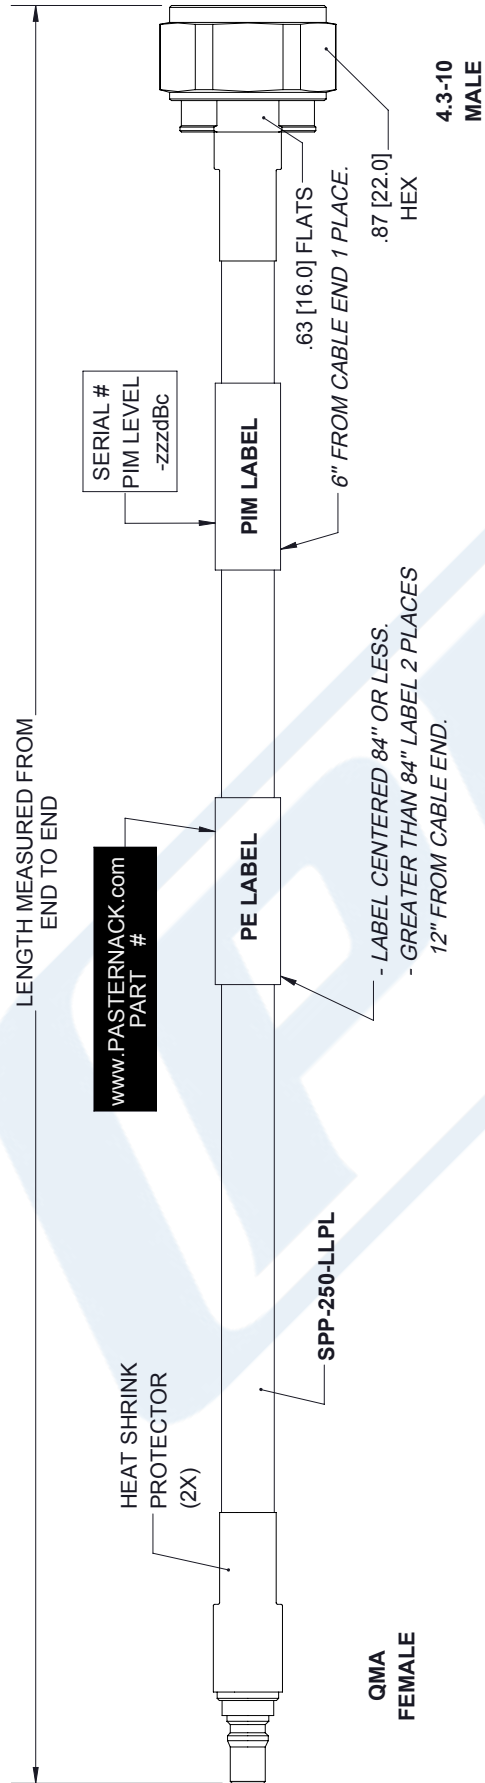 LENGTH MEASURED FROM
END TO END
HEAT SHRINK
PROTECTOR
(2X)
www.PASTERNACK.com
PART #
SERIAL #
PIM LEVEL
-zzzdBc
PE LABEL
PIM LABEL
SPP-250-LLPL
- LABEL CENTERED 84" OR LESS.
- GREATER THAN 84" LABEL 2 PLACES
12" FROM CABLE END.
.63 [16.0] FLATS
6" FROM CABLE END 1 PLACE.
.87 [22.0]
HEX
QMA
FEMALE
4.3-10
MALE